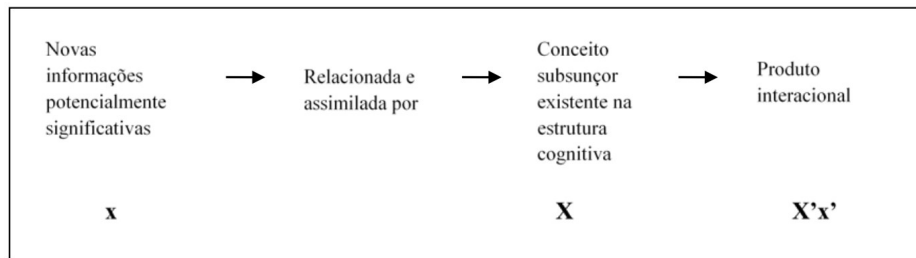 Novas
informações
potencialmente
significativas
Relacionada e
assimilada por
Conceito
subsunçor
existente na
estrutura
cognitiva
Produto
interacional
x
X
X’x’